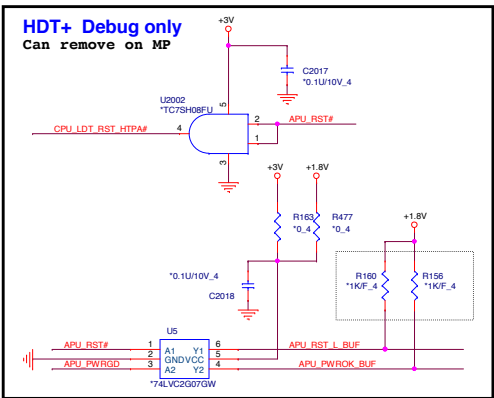 HDT+ Debug only
Can remove on MP
+3V
C2017
*0.1U/10V_4
U2002
*TC7SH08FU
5
CPU_LDT_RST_HTPA#
4
2
APU_RST#
1
3
+3V
+1.8V
R163
*0_4
R477
*0_4
+1.8V
*0.1U/10V_4
C2018
R160
*1K/F_4
R156
*1K/F_4
U5
APU_RST#
1
A1
Y1
6
APU_RST_L_BUF
2
GND
VCC
5
APU_PWRGD
3
A2
Y2
4
APU_PWROK_BUF
*74LVC2G07GW